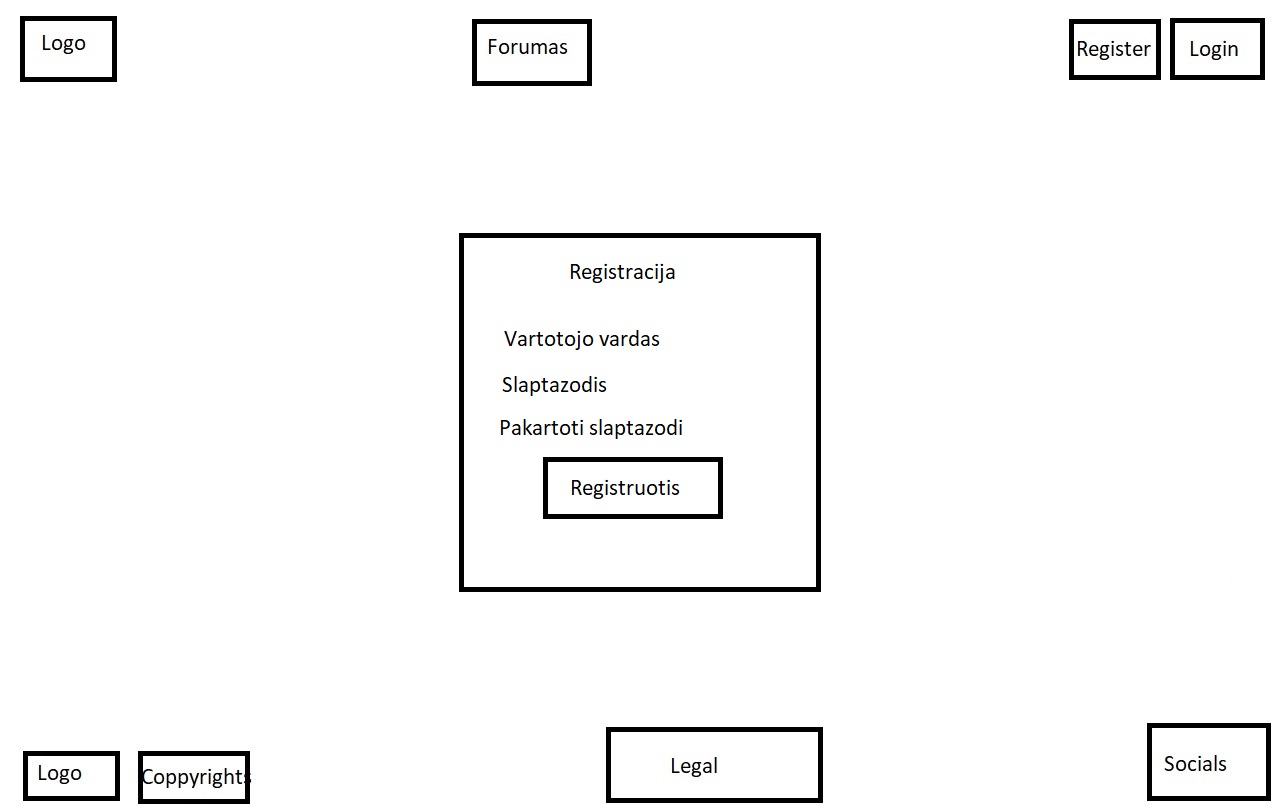 Logo
Forumas
Register
Login
Registracija
Vartotojo vardas
Slaptazodis
Pakartoti slaptazodi
Registruotis
Logo
Coppyrights
Legal
Socials